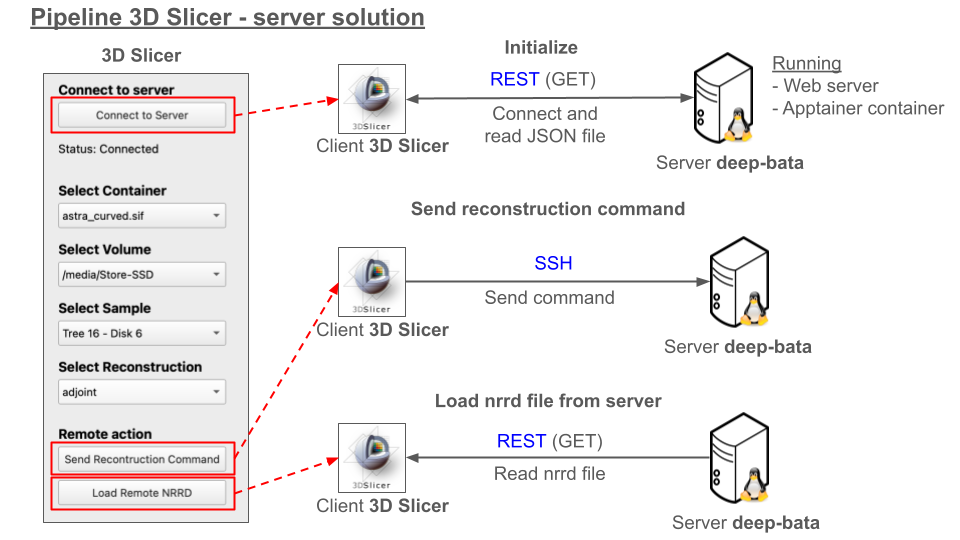 Pipeline 3D Slicer - server solution
3D Slicer
Connect to server
Connect to Server
Status: Connected
Select Container
astra_curved.sif
Select Volume
/media/Store-SSD
Select Sample
Tree 16 - Disk 6
Select Reconstruction
adjoint
Remote action
Send Recontruction Command
Load Remote NRRD
Initialize
REST (GET)
Connect and
read JSON file
3DSlicer
Client 3D Slicer
Running
- Web server
- Apptainer container
Server deep-bata
Send reconstruction command
SSH
Send command
3DSlicer
Client 3D Slicer
Server deep-bata
Load nrrd file from server
REST (GET)
Read nrrd file
3DSlicer
Client 3D Slicer
Server deep-bata